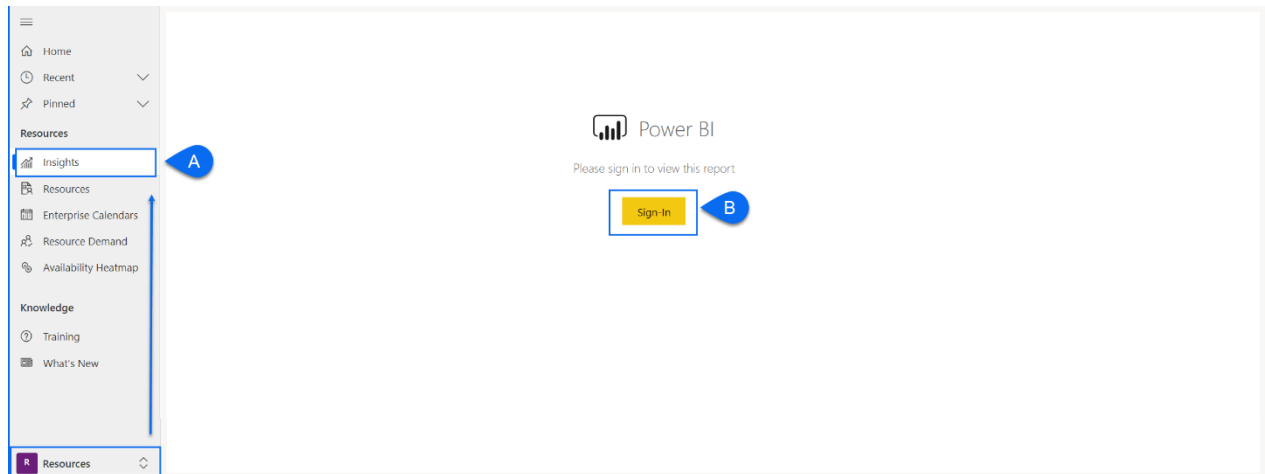 Home
Recent
Pinned
Resources
Insights
Resources
Enterprise Calendars
Resource Demand
Availability Heatmap
Knowledge
Training
What's New
R Resources
A
Power BI
Please sign in to view this report
Sign-In
B